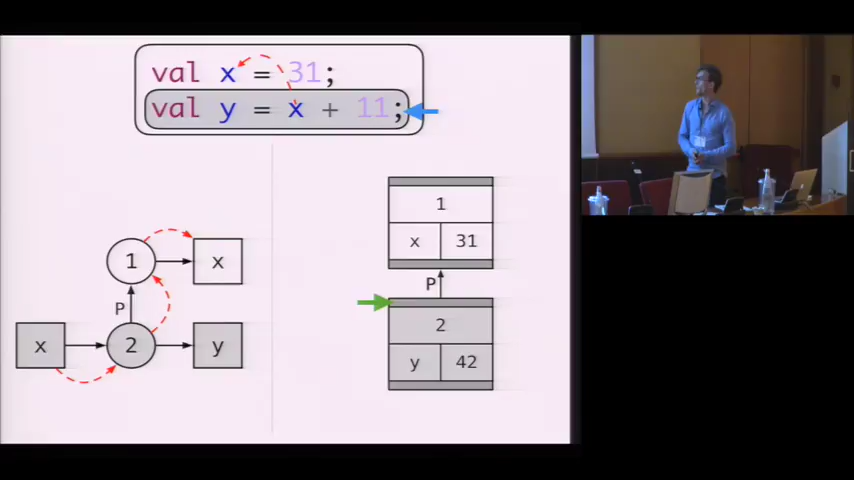 val x = 31;
val y = x + 11;
1
x
P
x
2
y
1
x 31
P
2
y 42